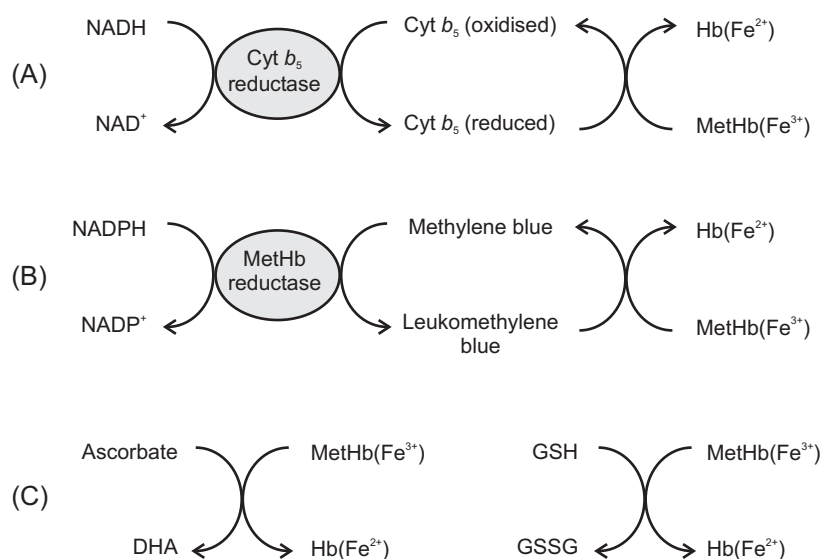 (A)
NADH
Cyt b₅
reductase
NAD⁺
Cyt b₅ (oxidised)
Cyt b₅ (reduced)
Hb(Fe²⁺)
MetHb(Fe³⁺)
(B)
NADPH
MetHb
reductase
NADP⁺
Methylene blue
Leukomethylene
blue
Hb(Fe²⁺)
MetHb(Fe³⁺)
(C)
Ascorbate
MetHb(Fe³⁺)
DHA
Hb(Fe²⁺)
GSH
MetHb(Fe³⁺)
GSSG
Hb(Fe²⁺)